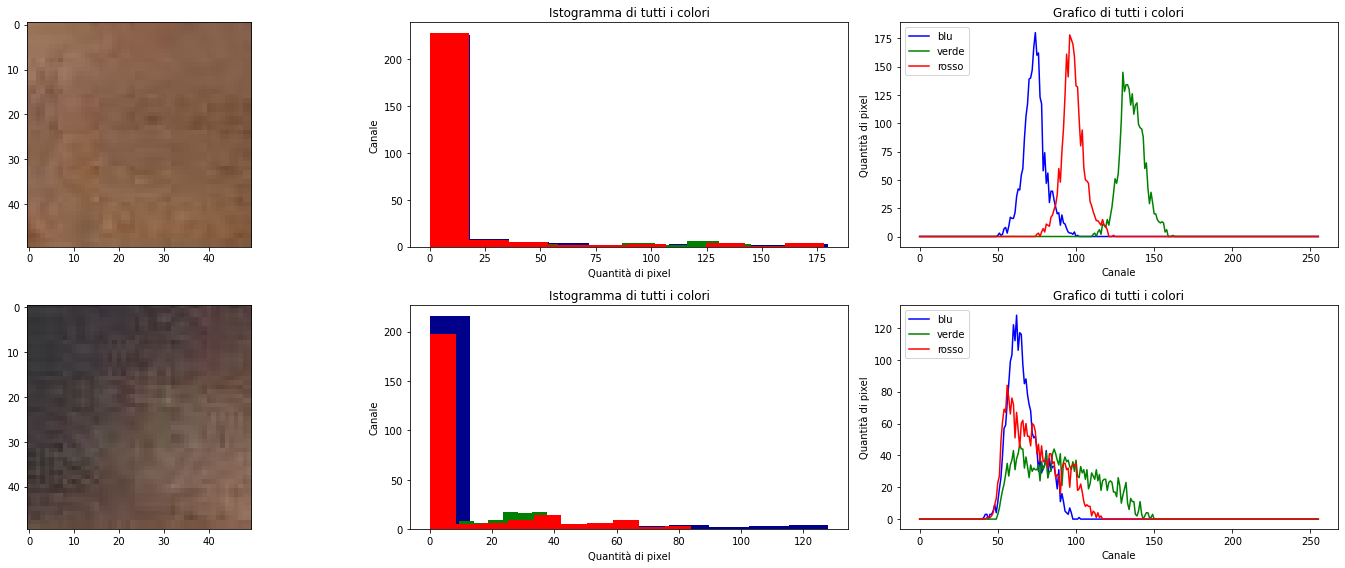 Istogramma di tutti i colori
Grafico di tutti i colori
0
10
20
30
40
0 10 20 30 40
Canale
200
150
100
50
0
0 25 50 75 100 125 150 175
Quantità di pixel
Quantità di pixel
175
150
125
100
75
50
25
0
blu
verde
rosso
0 50 100 150 200 250
Canale
Istogramma di tutti i colori
Grafico di tutti i colori
0
10
20
30
40
0 10 20 30 40
Canale
200
150
100
50
0
0 20 40 60 80 100 120
Quantità di pixel
Quantità di pixel
120
100
80
60
40
20
0
blu
verde
rosso
0 50 100 150 200 250
Canale